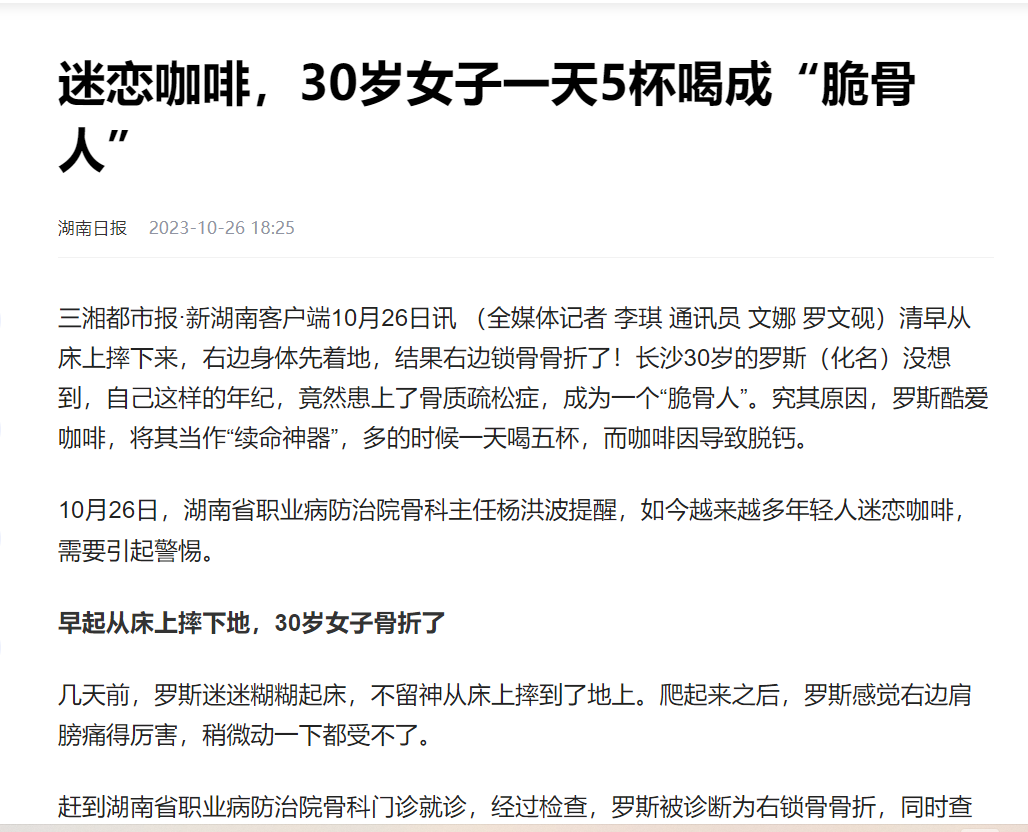 迷恋咖啡，30岁女子一天5杯喝成“脆骨
人”
湖南日报 2023-10-26 18:25
三湘都市报·新湖南客户端10月26日讯 （全媒体记者 李琪 通讯员 文娜 罗文砚）清早从
床上摔下来，右边身体先着地，结果右边锁骨骨折了！长沙30岁的罗斯（化名）没想
到，自己这样的年纪，竟然患上了骨质疏松症，成为一个“脆骨人”。究其原因，罗斯酷爱
咖啡，将其当作“续命神器”，多的时候一天喝五杯，而咖啡因导致脱钙。
10月26日，湖南省职业病防治院骨科主任杨洪波提醒，如今越来越多年轻人迷恋咖啡，
需要引起警惕。
早起从床上摔下地，30岁女子骨折了
几天前，罗斯迷迷糊糊起床，不留神从床上摔到了地上。爬起来之后，罗斯感觉右边肩
膀痛得厉害，稍微动一下都受不了。
赶到湖南省职业病防治院骨科门诊就诊，经过检查，罗斯被诊断为右锁骨骨折，同时查